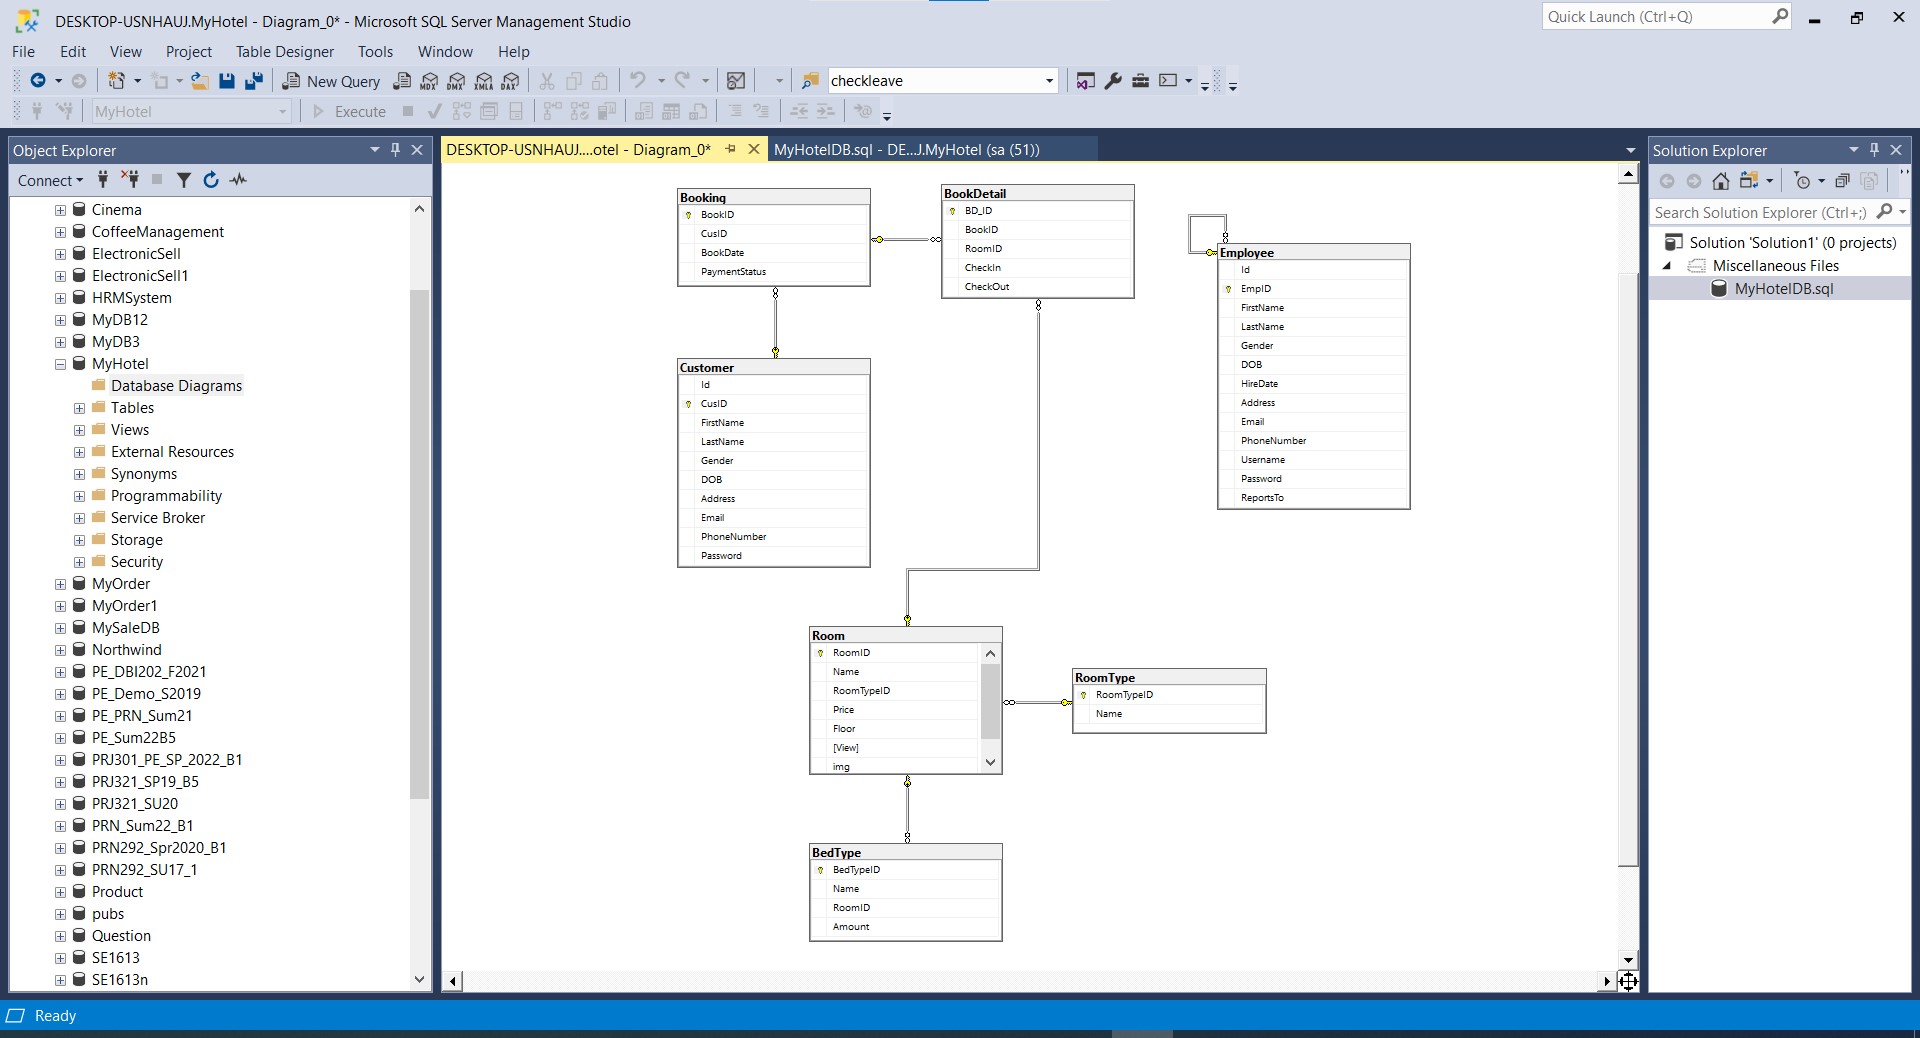 DESKTOP-USNHAUJ.MyHotel - Diagram_0* - Microsoft SQL Server Management Studio
Quick Launch (Ctrl+Q)
File Edit View Project Table Designer Tools Window Help
New Query MDX DMX XMLA DAX checkleave
MyHotel Execute
Object Explorer
Connect
Cinema
CoffeeManagement
ElectronicSell
ElectronicSell1
HRMSystem
MyDB12
MyDB3
MyHotel
Database Diagrams
Tables
Views
External Resources
Synonyms
Programmability
Service Broker
Storage
Security
MyOrder
MyOrder1
MySaleDB
Northwind
PE_DBI202_F2021
PE_Demo_S2019
PE_PRN_Sum21
PE_Sum22B5
PRJ301_PE_SP_2022_B1
PRJ321_SP19_B5
PRJ321_SU20
PRN_Sum22_B1
PRN292_Spr2020_B1
PRN292_SU17_1
Product
pubs
Question
SE1613
SE1613n
DESKTOP-USNHAUJ....otel - Diagram_0*
MyHotelDB.sql - DE...J.MyHotel (sa (51))
Booking
BookID
CusID
BookDate
PaymentStatus
BookDetail
BD_ID
BookID
RoomID
CheckIn
CheckOut
Employee
Id
EmpID
FirstName
LastName
Gender
DOB
HireDate
Address
Email
PhoneNumber
Username
Password
ReportsTo
Customer
Id
CusID
FirstName
LastName
Gender
DOB
Address
Email
PhoneNumber
Password
Room
RoomID
Name
RoomTypeID
Price
Floor
[View]
img
RoomType
RoomTypeID
Name
BedType
BedTypeID
Name
RoomID
Amount
Solution Explorer
Search Solution Explorer (Ctrl+;)
Solution 'Solution1' (0 projects)
Miscellaneous Files
MyHotelDB.sql
Ready